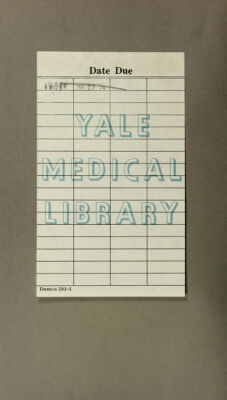 Date Due
YALE
MEDICAL
LIBRARY
Demco 293-5